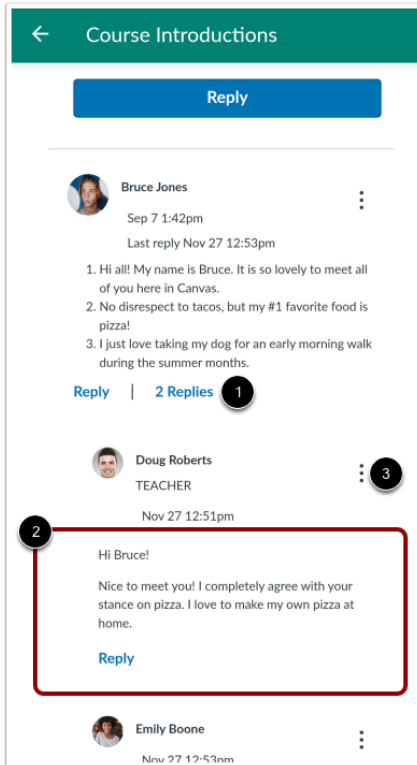 Course Introductions
Reply
Bruce Jones
Sep 7 1:42pm
Last reply Nov 27 12:53pm
1. Hi all! My name is Bruce. It is so lovely to meet all
of you here in Canvas.
2. No disrespect to tacos, but my #1 favorite food is
pizza!
3. I just love taking my dog for an early morning walk
during the summer months.
Reply | 2 Replies 1
Doug Roberts
3
TEACHER
Nov 27 12:51pm
2
Hi Bruce!
Nice to meet you! I completely agree with your
stance on pizza. I love to make my own pizza at
home.
Reply
Emily Boone
Nov 27 12:53pm